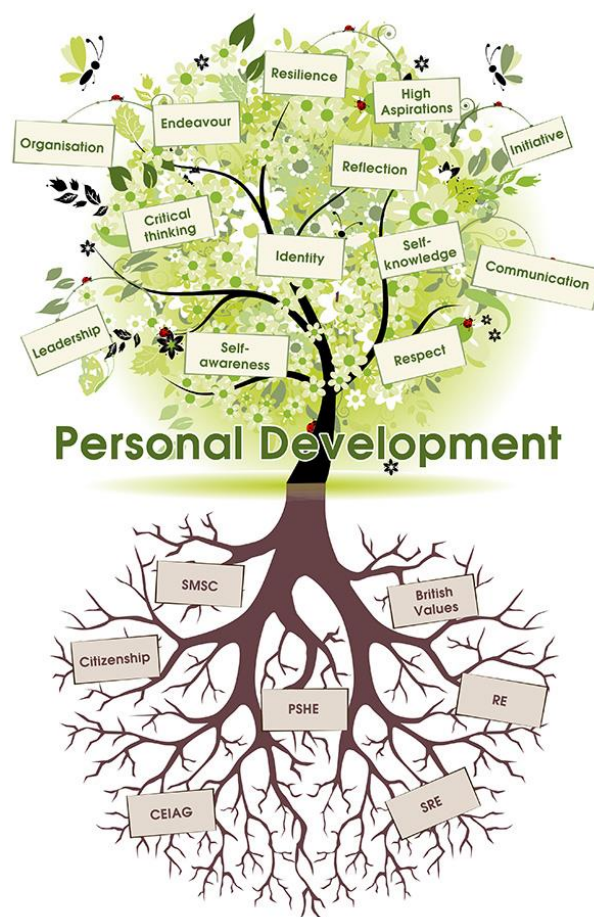 Resilience
High
Aspirations
Endeavour
Organisation
Initiative
Reflection
Critical
thinking
Identity
Self-
knowledge
Communication
Leadership
Self-
awareness
Respect
Personal Development
SMSC
British
Values
Citizenship
RE
PSHE
CEIAG
SRE